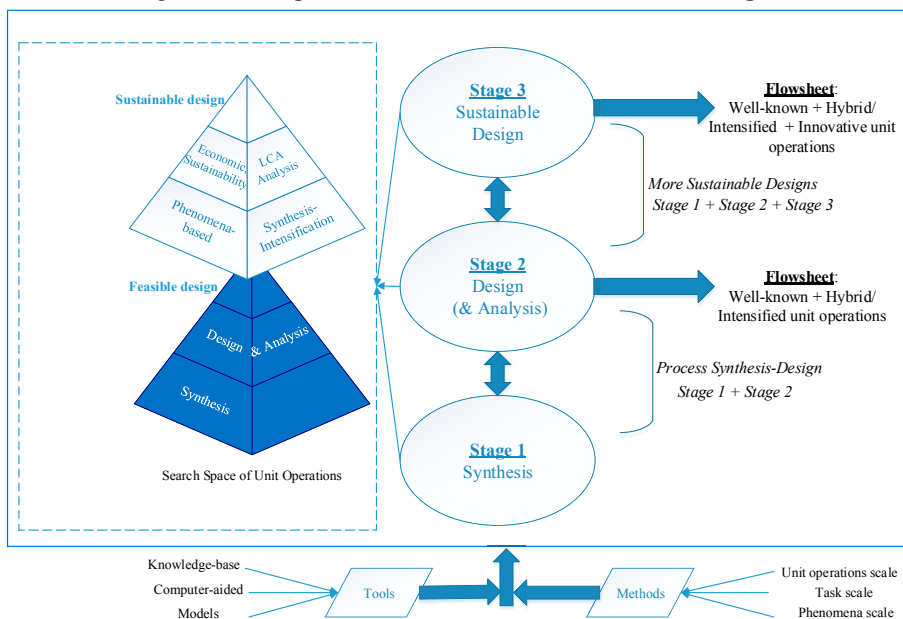 Sustainable design
Economic,
Sustainability
LCA
Analysis
Phenomena-
based
Synthesis-
Intensification
Feasible design
Design
& Analysis
Synthesis
Search Space of Unit Operations
Stage 3
Sustainable
Design
Stage 2
Design
(& Analysis)
Stage 1
Synthesis
Flowsheet:
Well-known + Hybrid/
Intensified + Innovative unit
operations
More Sustainable Designs
Stage 1 + Stage 2 + Stage 3
Flowsheet:
Well-known + Hybrid/
Intensified unit operations
Process Synthesis-Design
Stage 1 + Stage 2
Knowledge-base
Computer-aided
Models
Tools
Methods
Unit operations scale
Task scale
Phenomena scale